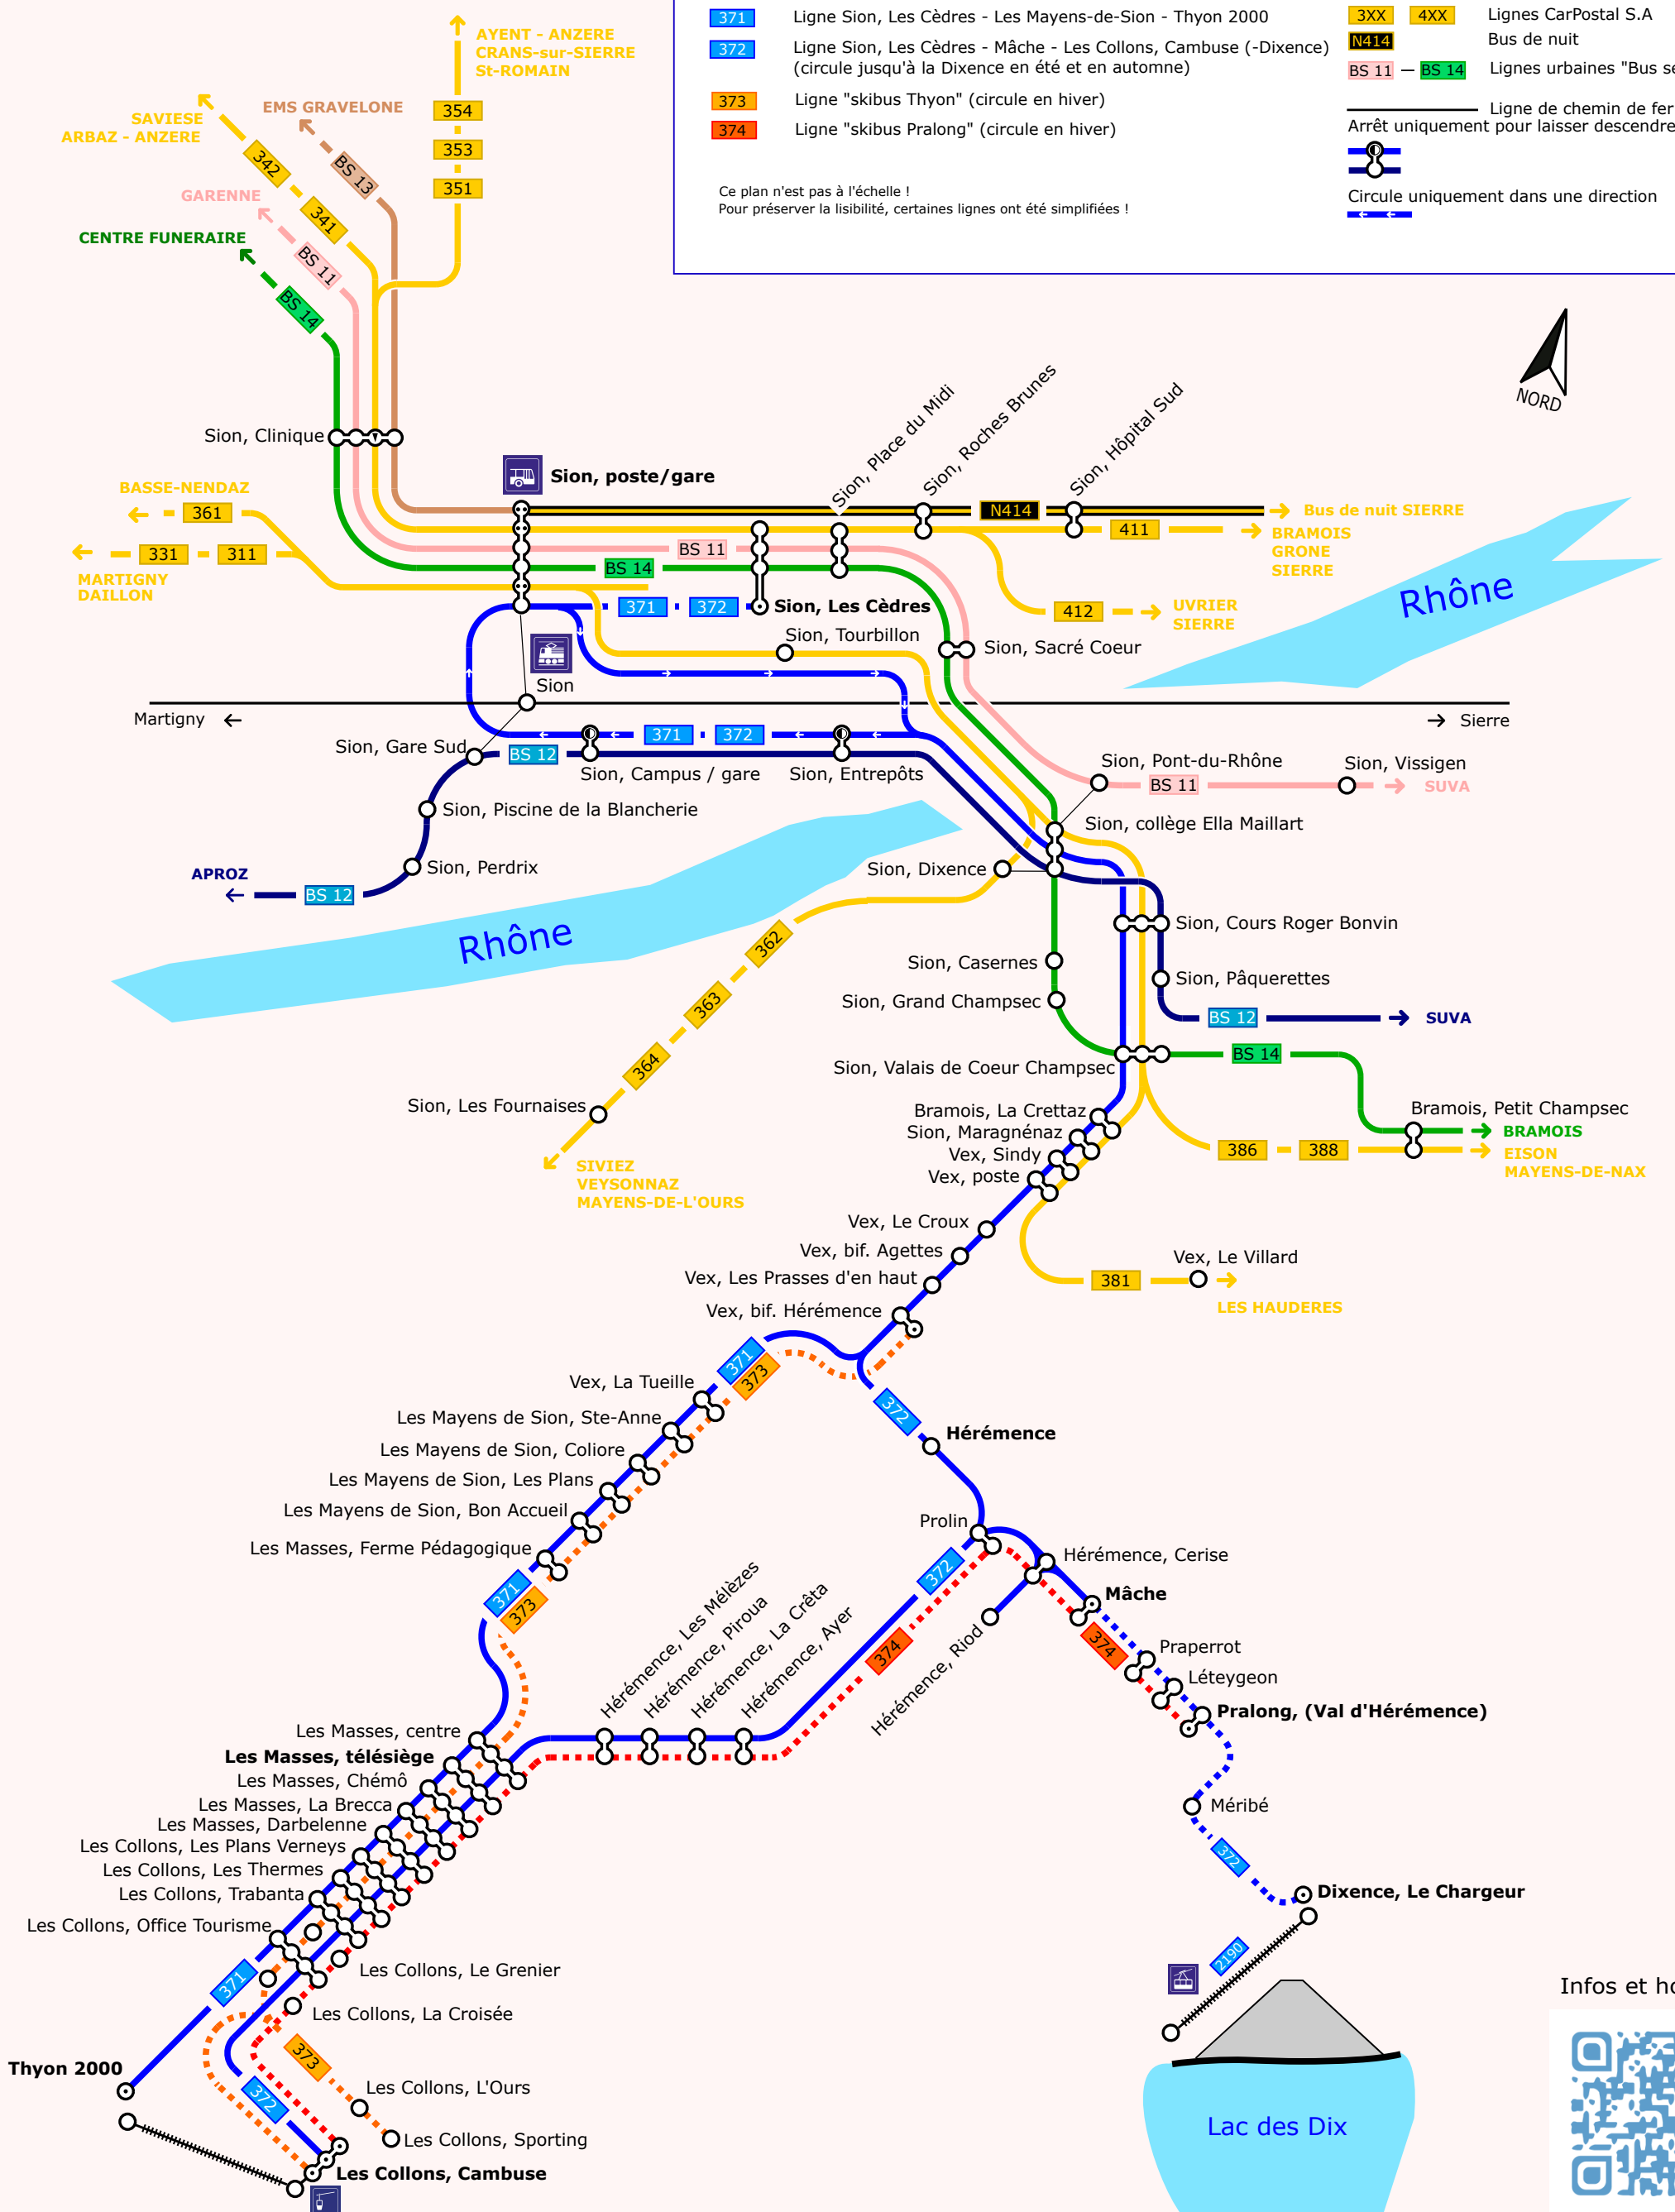 371 Ligne Sion, Les Cèdres - Les Mayens-de-Sion - Thyon 2000
372 Ligne Sion, Les Cèdres - Mâche - Les Collons, Cambuse (-Dixence)
(circule jusqu'à la Dixence en été et en automne)
373 Ligne "skibus Thyon" (circule en hiver)
374 Ligne "skibus Pralong" (circule en hiver)
Ce plan n'est pas à l'échelle !
Pour préserver la lisibilité, certaines lignes ont été simplifiées !
3XX 4XX Lignes CarPostal S.A
N414 Bus de nuit
BS 11 — BS 14 Lignes urbaines "Bus
Ligne de chemin de fer
Arrêt uniquement pour laisser descendre
Circule uniquement dans une direction
AYENT - ANZERE
CRANS-sur-SIERRE
St-ROMAIN
354
353
351
SAVIESE
ARBAZ - ANZERE
342
341
EMS GRAVELONE
BS 13
GARENNE
BS 11
CENTRE FUNERAIRE
BS 14
NORD
Sion, Clinique
Sion, poste/gare
Sion, Place du Midi
Sion, Roches Brunes
Sion, Hôpital Sud
BASSE-NENDAZ
361
331 311
MARTIGNY
DAILLON
N414
Bus de nuit SIERRE
411
BRAMOIS
GRONE
SIERRE
BS 11
BS 14
371 372
Sion, Les Cèdres
412
UVRIER
SIERRE
Rhône
Sion, Tourbillon
Sion, Sacré Coeur
Sion
Martigny
Sierre
Sion, Gare Sud
BS 12
371 372
Sion, Campus / gare
Sion, Entrepôts
Sion, Pont-du-Rhône
Sion, Vissigen
BS 11
SUVA
Sion, Piscine de la Blancherie
Sion, collège Ella Maillart
Sion, Perdrix
Sion, Dixence
APROZ
BS 12
Rhône
Sion, Cours Roger Bonvin
362
363
364
Sion, Casernes
Sion, Pâquerettes
Sion, Grand Champsec
BS 12
SUVA
Sion, Valais de Coeur Champsec
BS 14
Sion, Les Fournaises
Bramois, La Crettaz
Sion, Maragnénaz
Vex, Sindy
Vex, poste
Bramois, Petit Champsec
BRAMOIS
386 388
EISON
MAYENS-DE-NAX
SIVIEZ
VEYSONNAZ
MAYENS-DE-L'OURS
Vex, Le Croux
Vex, bif. Agettes
Vex, Les Prasses d'en haut
Vex, bif. Hérémence
Vex, Le Villard
381
LES HAUDERES
371
373
372
Vex, La Tueille
Les Mayens de Sion, Ste-Anne
Les Mayens de Sion, Coliore
Les Mayens de Sion, Les Plans
Les Mayens de Sion, Bon Accueil
Les Masses, Ferme Pédagogique
Hérémence
Prolin
Hérémence, Cerise
Mâche
371
373
372
374
374
Hérémence, Les Mélèzes
Hérémence, Piroua
Hérémence, La Crêta
Hérémence, Ayer
Hérémence, Riod
Praperrot
Léteygeon
Pralong, (Val d'Hérémence)
Les Masses, centre
Les Masses, télésiège
Les Masses, Chémô
Les Masses, La Brecca
Les Masses, Darbelenne
Les Collons, Les Plans Verneys
Les Collons, Les Thermes
Les Collons, Trabanta
Les Collons, Office Tourisme
Méribé
372
Dixence, Le Chargeur
2190
Les Collons, Le Grenier
371
Les Collons, La Croisée
Infos et
373
Thyon 2000
372
Les Collons, L'Ours
Les Collons, Sporting
Les Collons, Cambuse
Lac des Dix